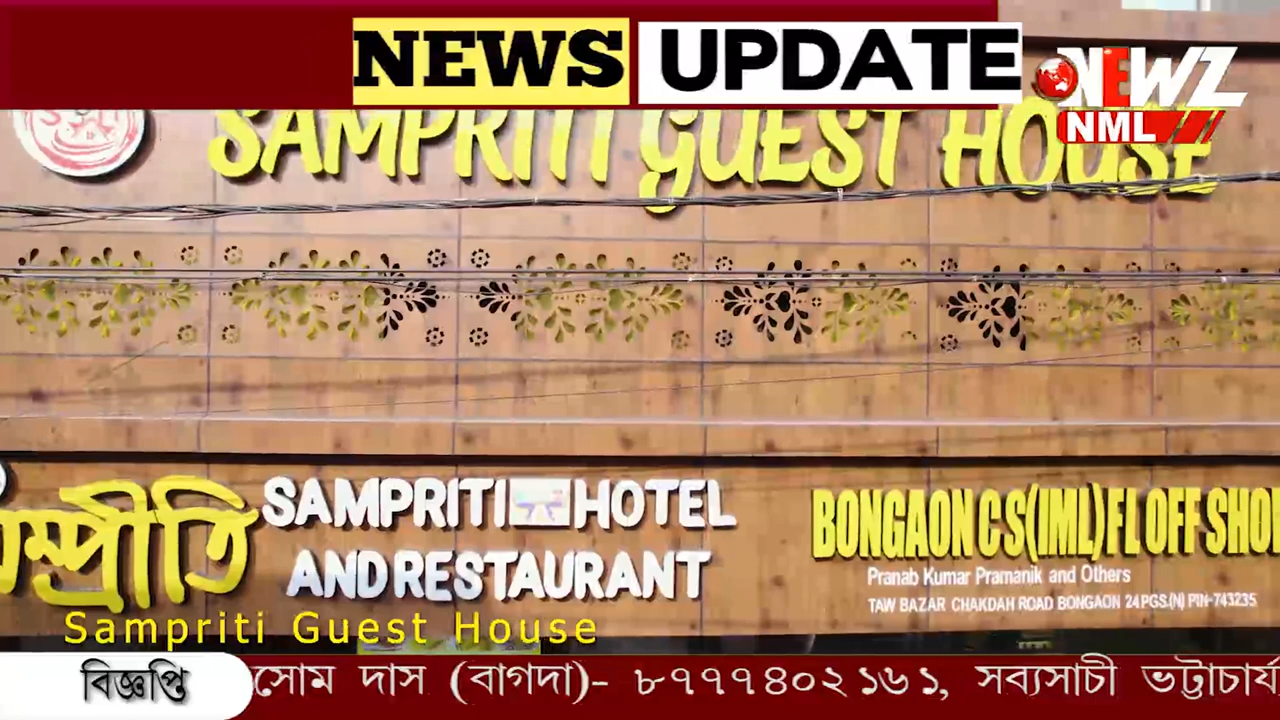 NEWS UPDATE
NEWZ
NML
SAMPRITI GUEST HOUSE
সম্প্রীতি
SAMPRITI HOTEL
AND RESTAURANT
BONGAON C S (IML) FL OFF SHO
Pranab Kumar Pramanik and Others
TAW BAZAR CHAKDAH ROAD BONGAON 24 PGS.(N) PIN-743235
Sampriti Guest House
বিজ্ঞপ্তি
সোম দাস (বাগদা)- ৮৭৭৭৪০২১৬১, সব্যসাচী ভট্টাচার্য